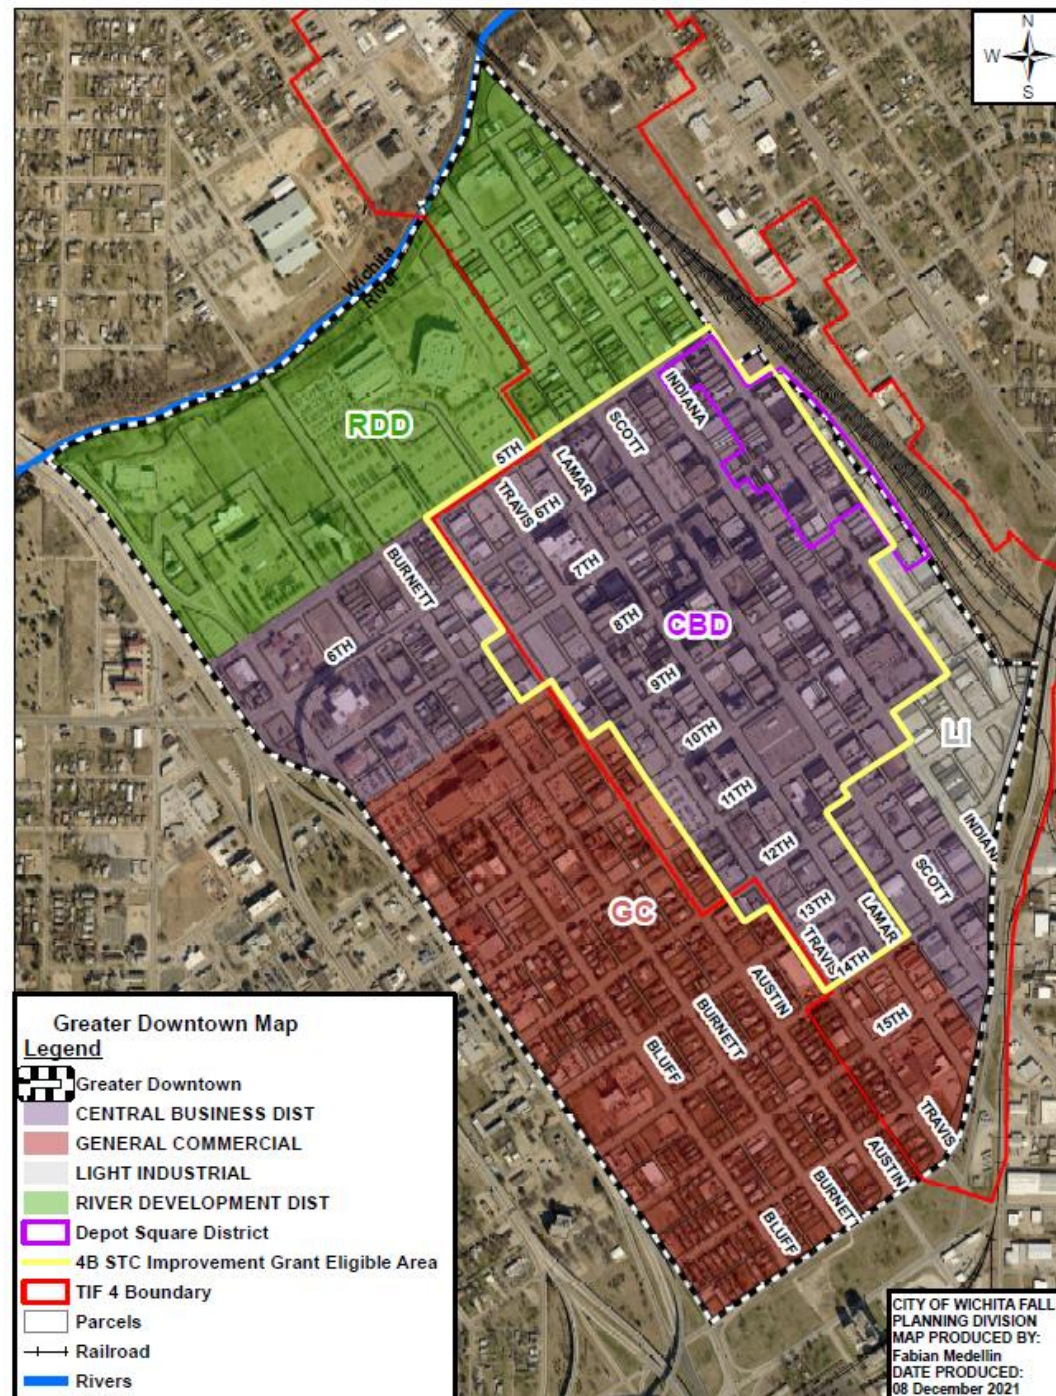 N
W
S
Wichita
River
RDD
INDIANA
SCOTT
5TH
LAMAR
TRAVIS
6TH
7TH
BURNETT
8TH
CBD
6TH
9TH
10TH
LI
11TH
INDIANA
12TH
SCOTT
13TH
LAMAR
GC
TRAVIS
14TH
AUSTIN
15TH
BURNETT
BLUFF
TRAVIS
AUSTIN
BURNETT
BLUFF
Greater Downtown Map
Legend
Greater Downtown
CENTRAL BUSINESS DIST
GENERAL COMMERCIAL
LIGHT INDUSTRIAL
RIVER DEVELOPMENT DIST
Depot Square District
4B STC Improvement Grant Eligible Area
TIF 4 Boundary
Parcels
Railroad
Rivers
CITY OF WICHITA FALL
PLANNING DIVISION
MAP PRODUCED BY:
Fabian Medellin
DATE PRODUCED:
08 December 2021